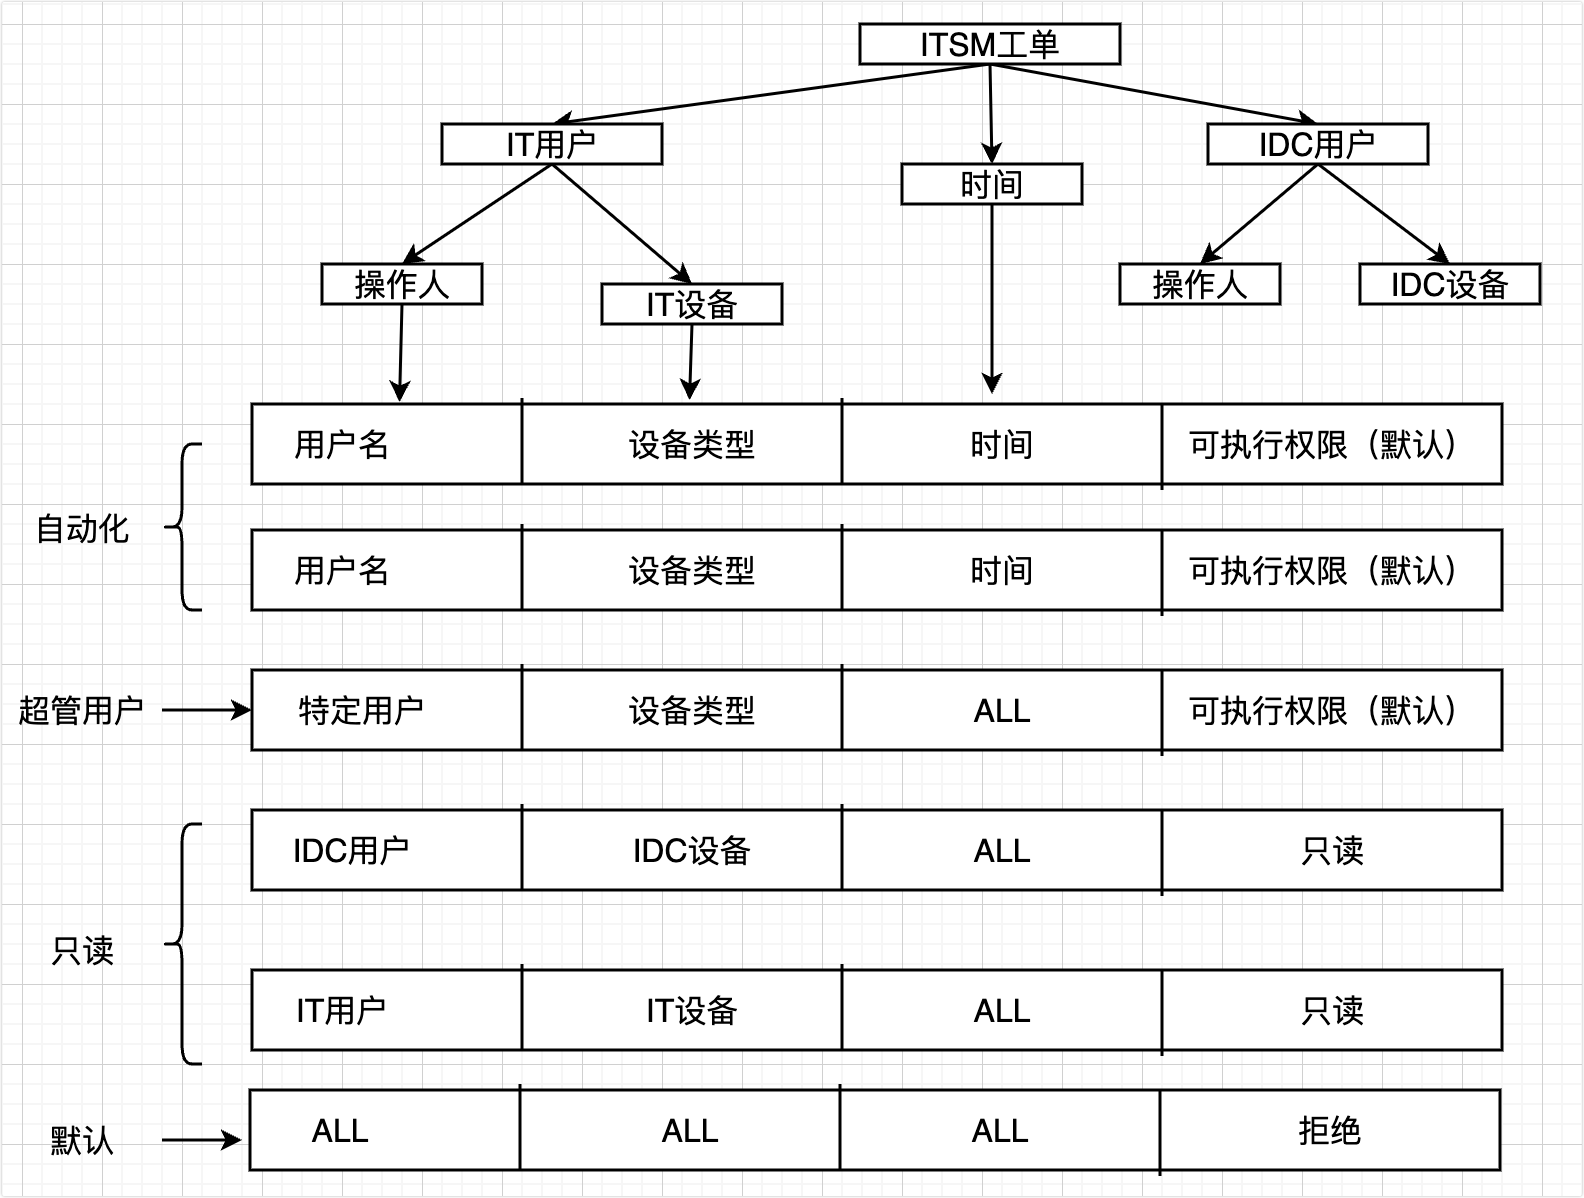 ITSM工单
IT用户
IDC用户
时间
操作人
IT设备
操作人
IDC设备
用户名 设备类型 时间 可执行权限（默认）
自动化
用户名 设备类型 时间 可执行权限（默认）
超管用户 特定用户 设备类型 ALL 可执行权限（默认）
IDC用户 IDC设备 ALL 只读
只读
IT用户 IT设备 ALL 只读
默认 ALL ALL ALL 拒绝